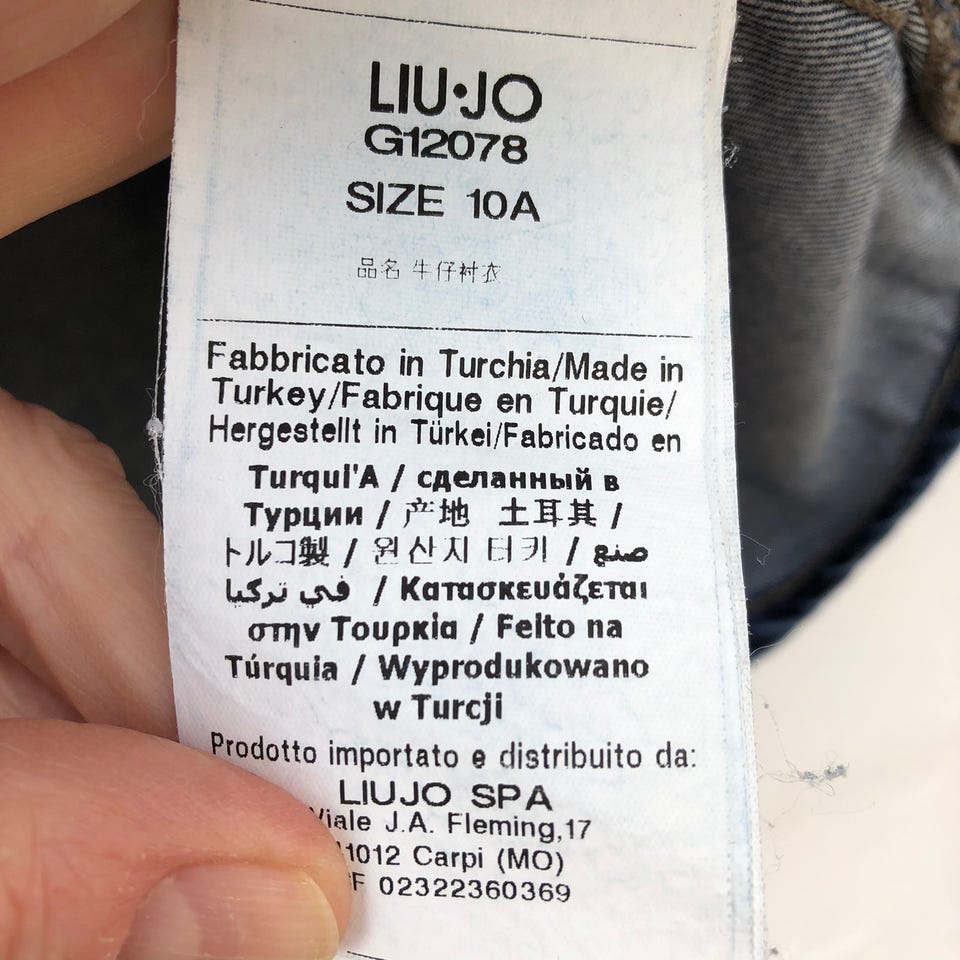 LIU·JO
G12078
SIZE 10A
品名 牛仔衬衣
Fabbricato in Turchia/Made in
Turkey/Fabrique en Turquie/
Hergestellt in Türkei/Fabricado en
Turqui'A / сделанный в
Турции / 产地 土耳其 /
トルコ製 / 원산지 터키 / صنع
في تركيا / Κατασκευάζεται
στην Τουρκία / Feito na
Túrquia / Wyprodukowano
w Turcji
Prodotto importato e distribuito da:
LIUJO SPA
Viale J.A. Fleming,17
Carpi (MO)
02322360369